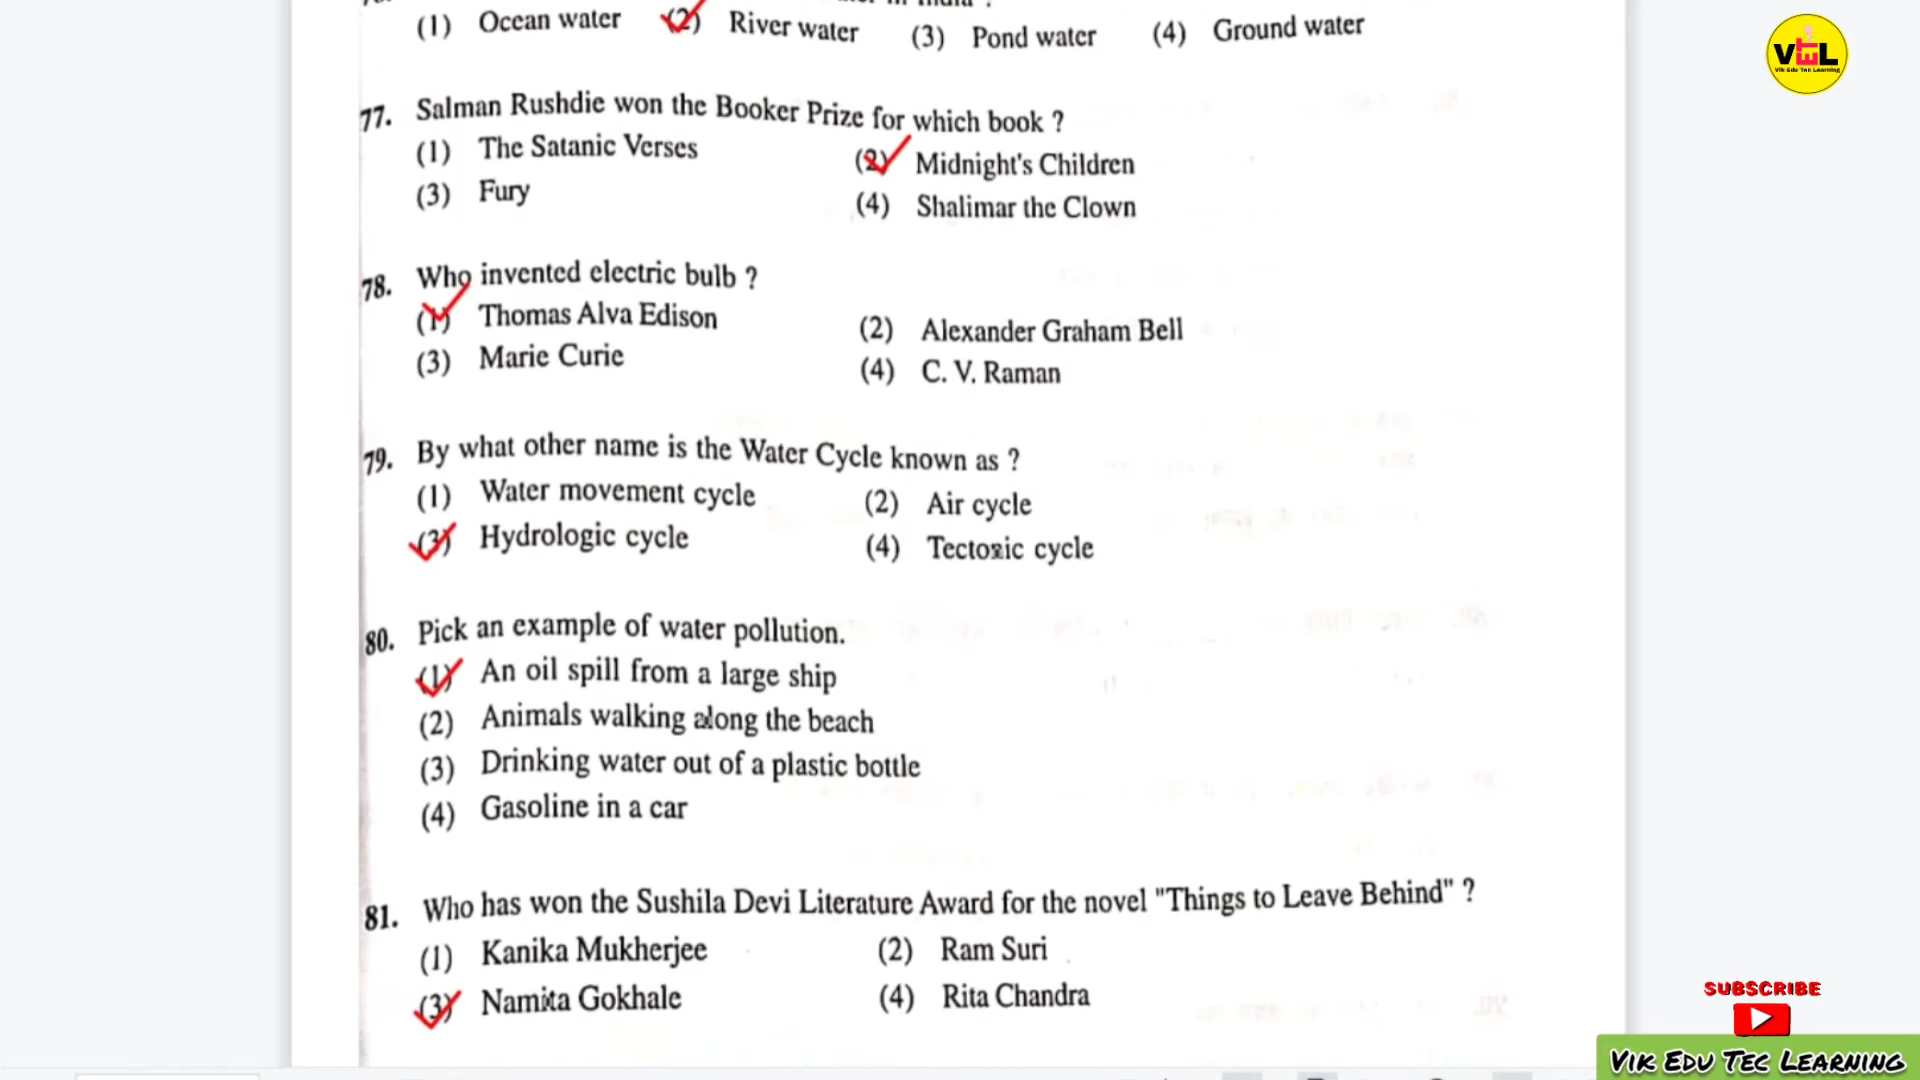 in India ?
(1) Ocean water (2) River water (3) Pond water (4) Ground water
VETL
Vik Edu Tec Learning
77. Salman Rushdie won the Booker Prize for which book ?
(1) The Satanic Verses (2) Midnight's Children
(3) Fury (4) Shalimar the Clown
78. Who invented electric bulb ?
(1) Thomas Alva Edison (2) Alexander Graham Bell
(3) Marie Curie (4) C. V. Raman
79. By what other name is the Water Cycle known as ?
(1) Water movement cycle (2) Air cycle
(3) Hydrologic cycle (4) Tectonic cycle
80. Pick an example of water pollution.
(1) An oil spill from a large ship
(2) Animals walking along the beach
(3) Drinking water out of a plastic bottle
(4) Gasoline in a car
81. Who has won the Sushila Devi Literature Award for the novel "Things to Leave Behind" ?
(1) Kanika Mukherjee (2) Ram Suri
(3) Namita Gokhale (4) Rita Chandra
SUBSCRIBE
VIK EDU TEC LEARNING